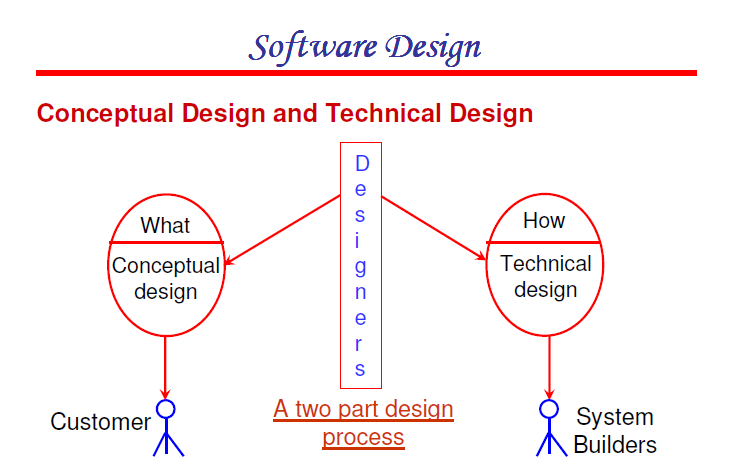 Software Design
Conceptual Design and Technical Design
Designers
What
Conceptual
design
How
Technical
design
Customer
A two part design
process
System
Builders